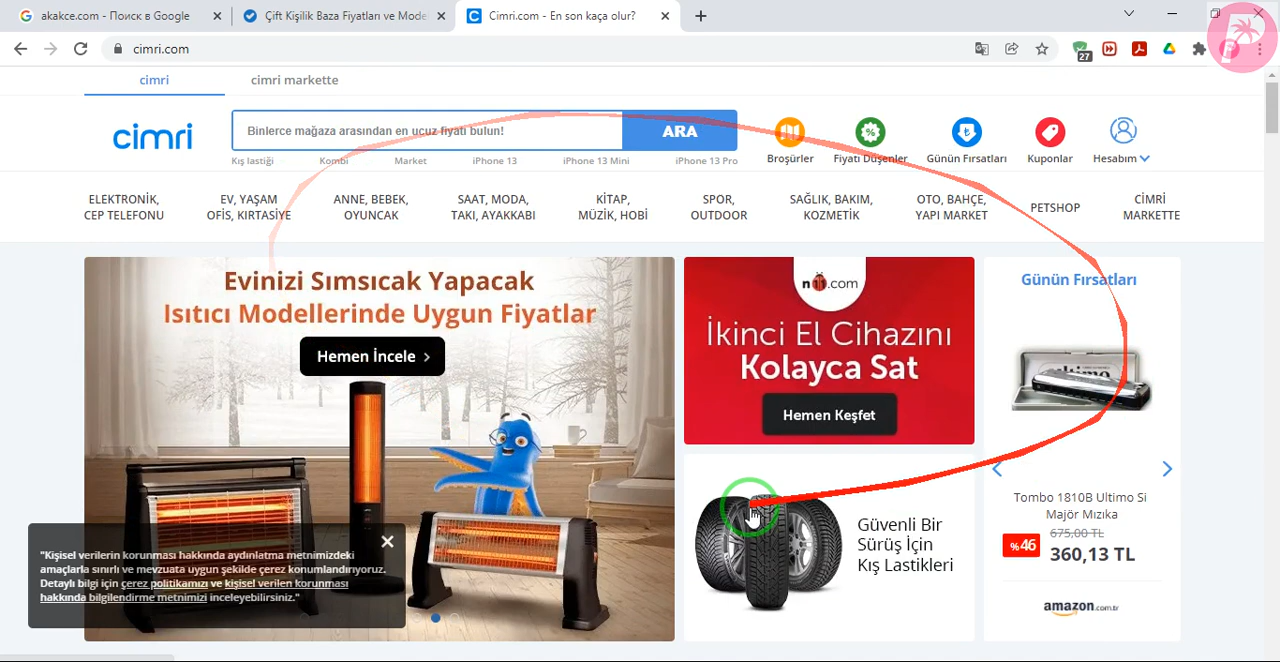 akakce.com - Поиск в Google
Çift Kişilik Baza Fiyatları ve Mode
Cimri.com - En son kaça olur?
cimri.com
27
cimri
cimri markette
cimri
Binlerce mağaza arasından en ucuz fiyatı bulun!
ARA
Kış lastiği
Kombi
Market
iPhone 13
iPhone 13 Mini
iPhone 13 Pro
Broşürler
Fiyatı Düşenler
Günün Fırsatları
Kuponlar
Hesabım
ELEKTRONİK,
CEP TELEFONU
EV, YAŞAM
OFİS, KIRTASİYE
ANNE, BEBEK,
OYUNCAK
SAAT, MODA,
TAKI, AYAKKABI
KİTAP,
MÜZİK, HOBİ
SPOR,
OUTDOOR
SAĞLIK, BAKIM,
KOZMETİK
OTO, BAHÇE,
YAPI MARKET
PETSHOP
CİMRİ
MARKETTE
Evinizi Sımsıcak Yapacak
Isıtıcı Modellerinde Uygun Fiyatlar
Hemen İncele
n11.com
İkinci El Cihazını
Kolayca Sat
Hemen Keşfet
Güvenli Bir
Sürüş İçin
Kış Lastikleri
Günün Fırsatları
Tombo 1810B Ultimo Si
Majör Mızıka
%46
675,00 TL
360,13 TL
amazon.com.tr
"Kişisel verilerin korunması hakkında aydınlatma metnimizdeki
amaçlarla sınırlı ve mevzuata uygun şekilde çerez konumlandırıyoruz.
Detaylı bilgi için çerez politikamızı ve kişisel verilen korunması
hakkında bilgilendirme metnimizi inceleyebilirsiniz."